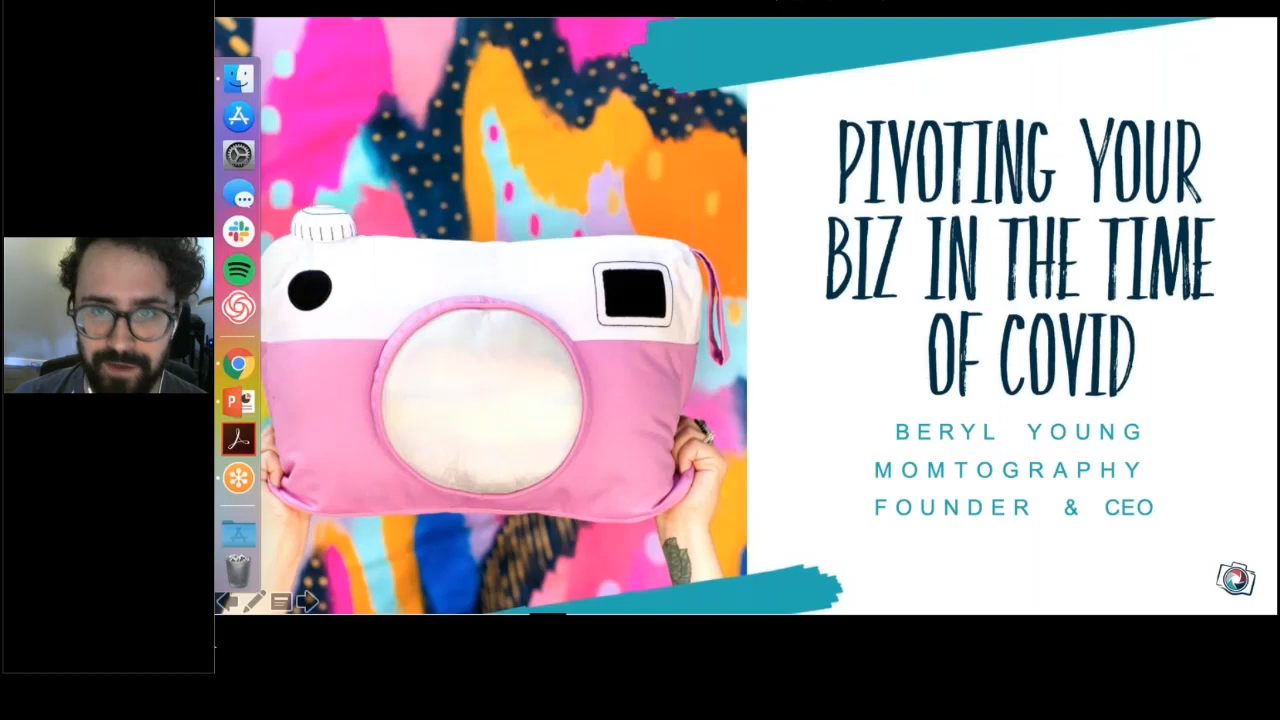 PIVOTING YOUR
BIZ IN THE TIME
OF COVID
BERYL YOUNG
MOMTOGRAPHY
FOUNDER & CEO